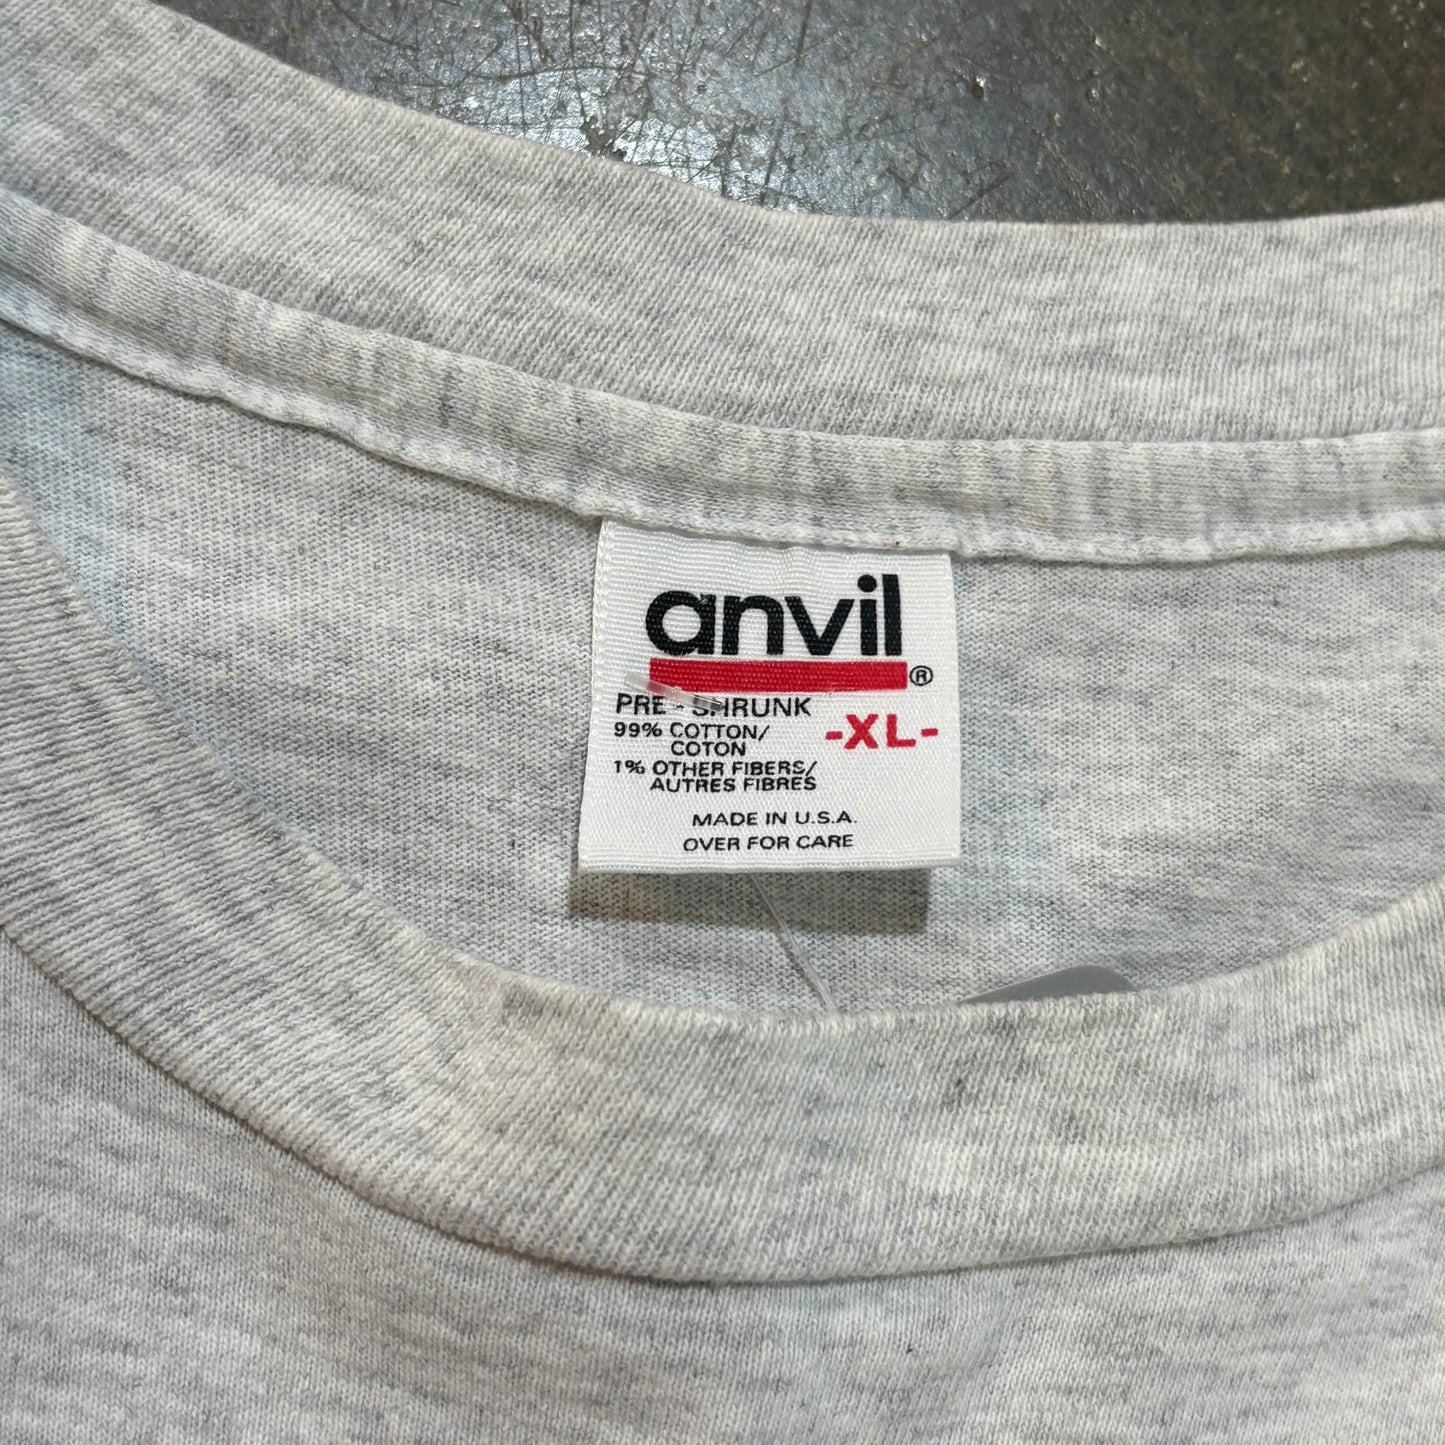 anvil®
PRE - SHRUNK
-XL-
99% COTTON/
COTON
1% OTHER FIBERS/
AUTRES FIBRES
MADE IN U.S.A.
OVER FOR CARE